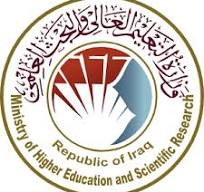 وزارة التعليم العالي والبحث العلمي
Republic of Iraq
Ministry of Higher Education and Scientific Research